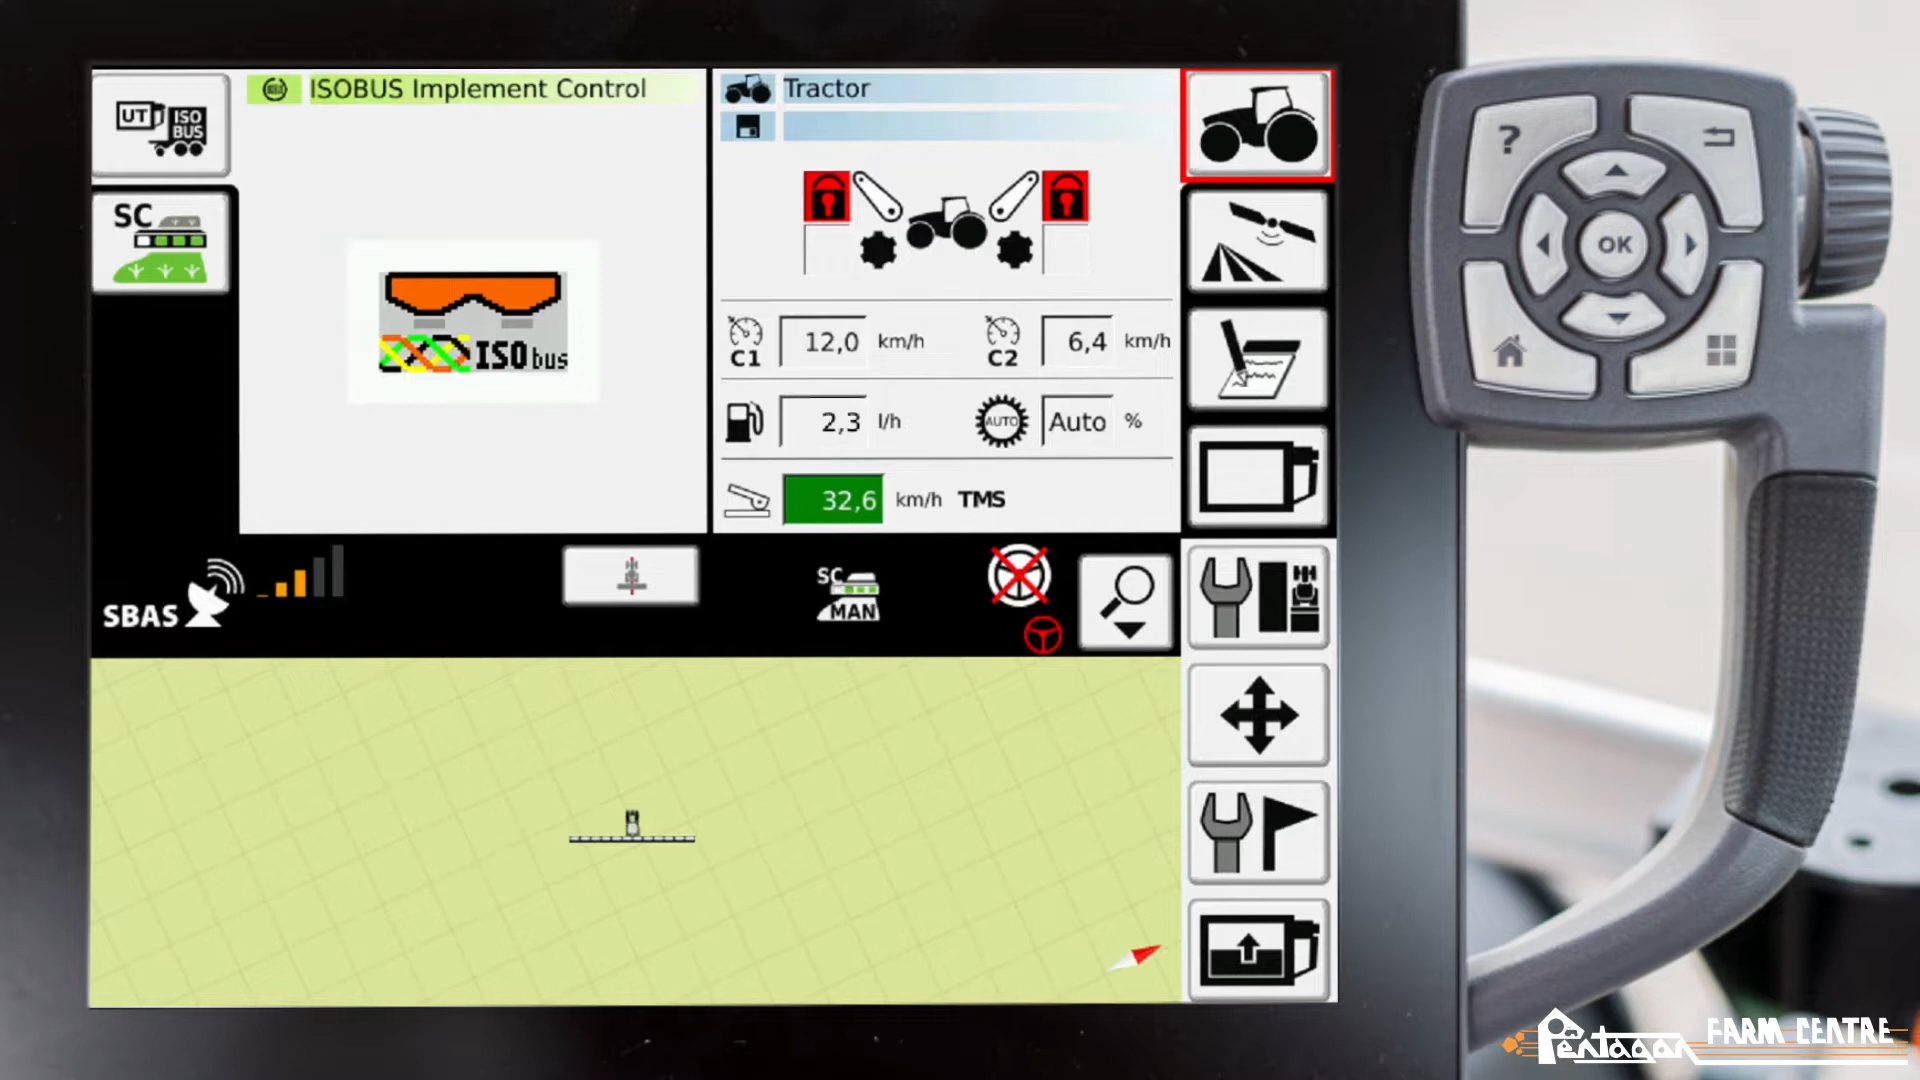 UT ISO BUS
ISOBUS Implement Control
Tractor
SC
ISObus
C1 12,0 km/h
C2 6,4 km/h
2,3 l/h
AUTO Auto %
32,6 km/h TMS
SBAS
SC
MAN
?
OK
Pentagon FARM CENTRE